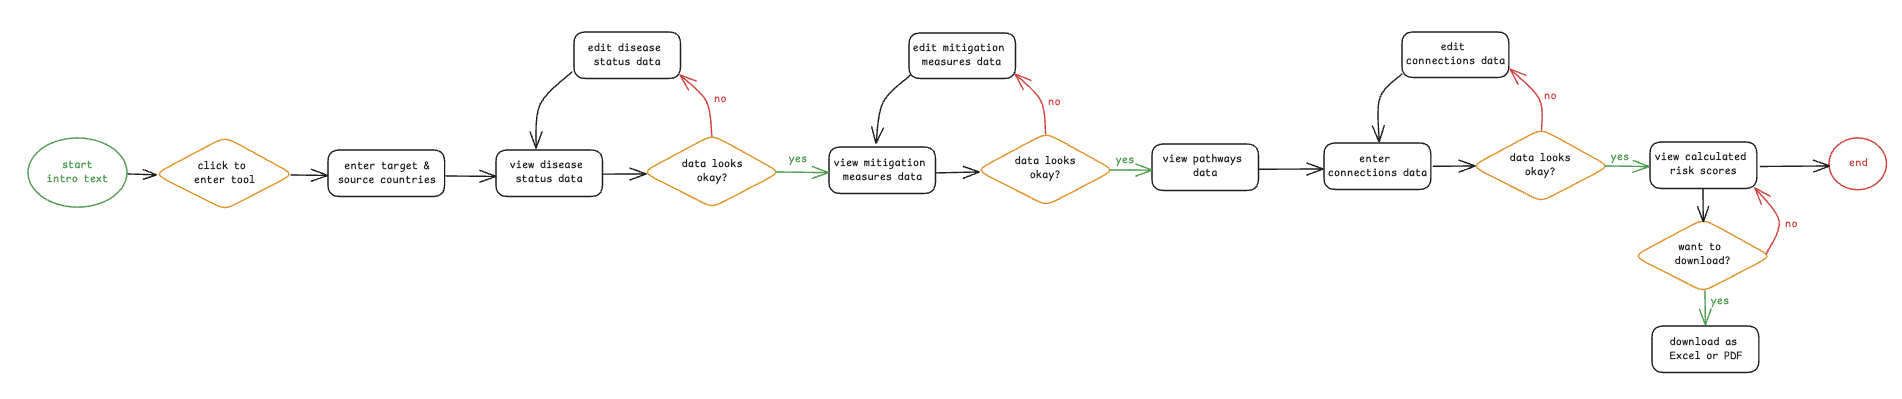 start
intro text
click to
enter tool
enter target &
source countries
edit disease
status data
view disease
status data
data looks
okay?
no
yes
edit mitigation
measures data
view mitigation
measures data
data looks
okay?
no
yes
view pathways
data
edit
connections data
enter
connections data
data looks
okay?
no
yes
view calculated
risk scores
end
want to
download?
no
yes
download as
Excel or PDF